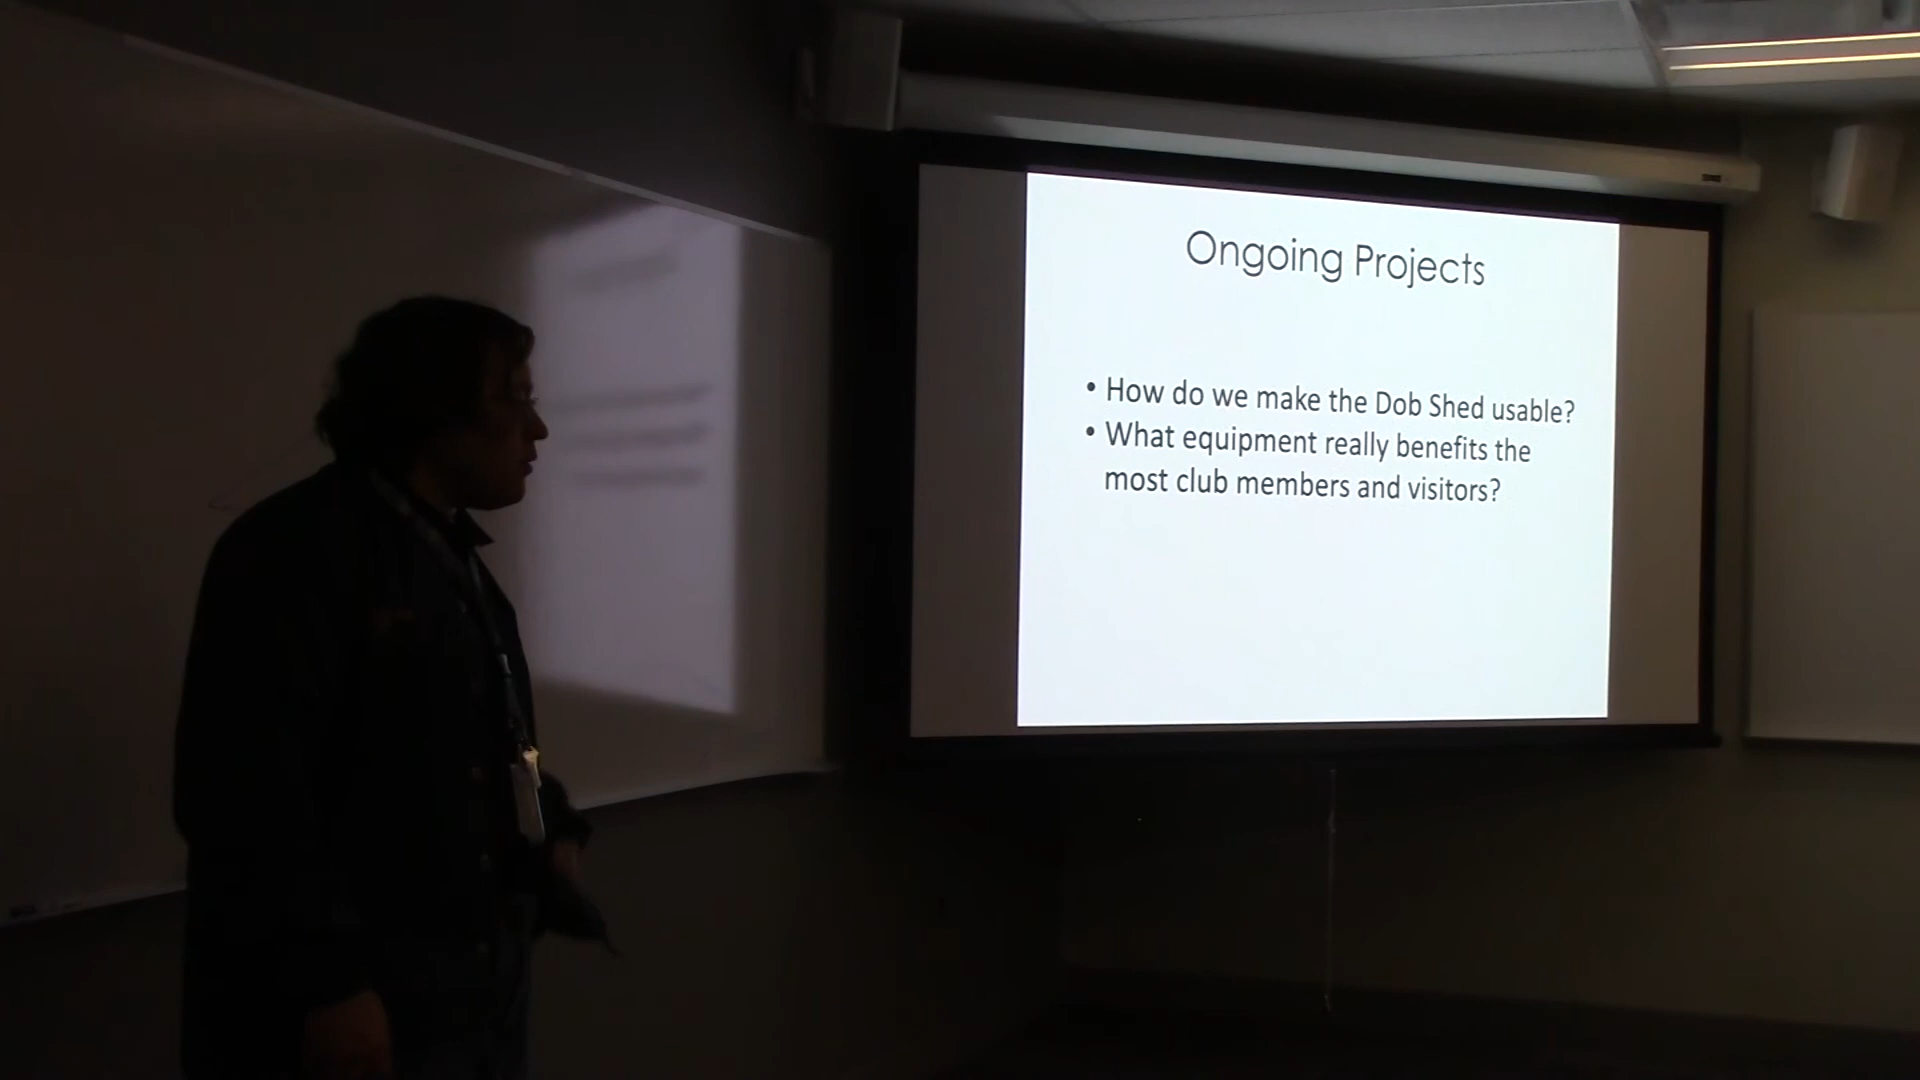 Ongoing Projects
• How do we make the Dob Shed usable?
• What equipment really benefits the
most club members and visitors?